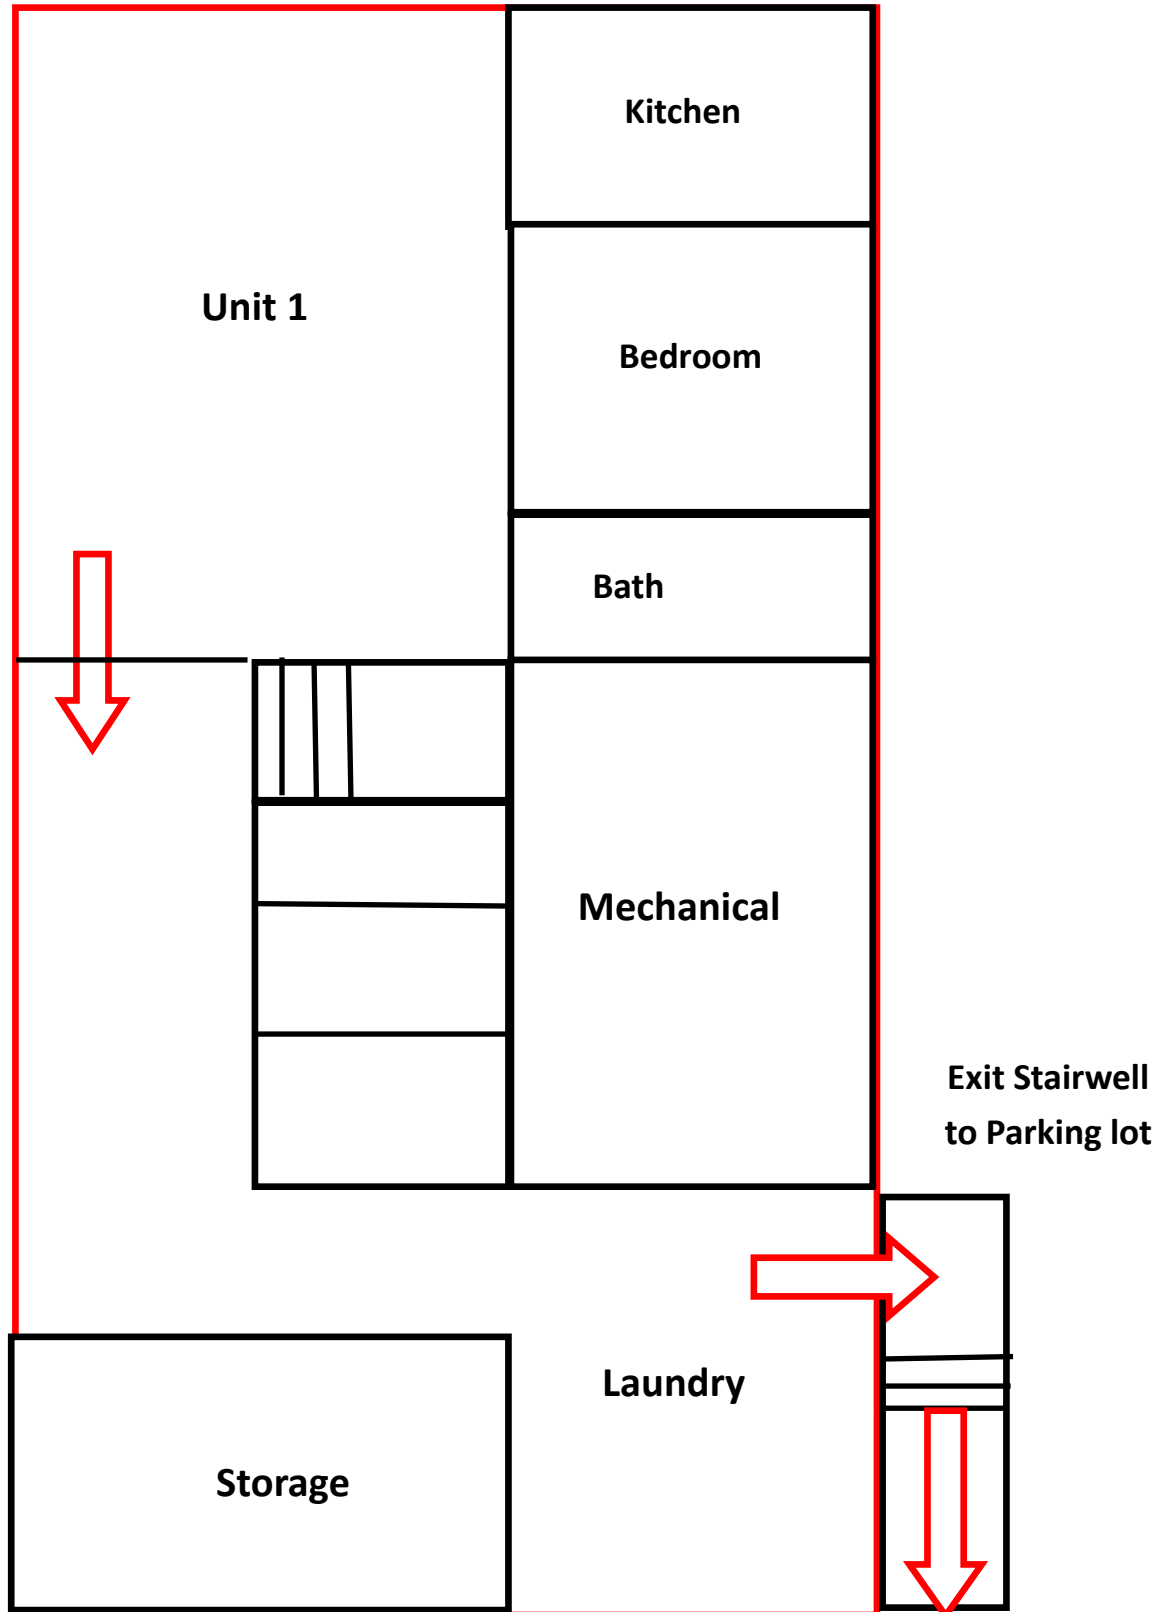 Kitchen
Unit 1
Bedroom
Bath
Mechanical
Exit Stairwell
to Parking lot
Laundry
Storage